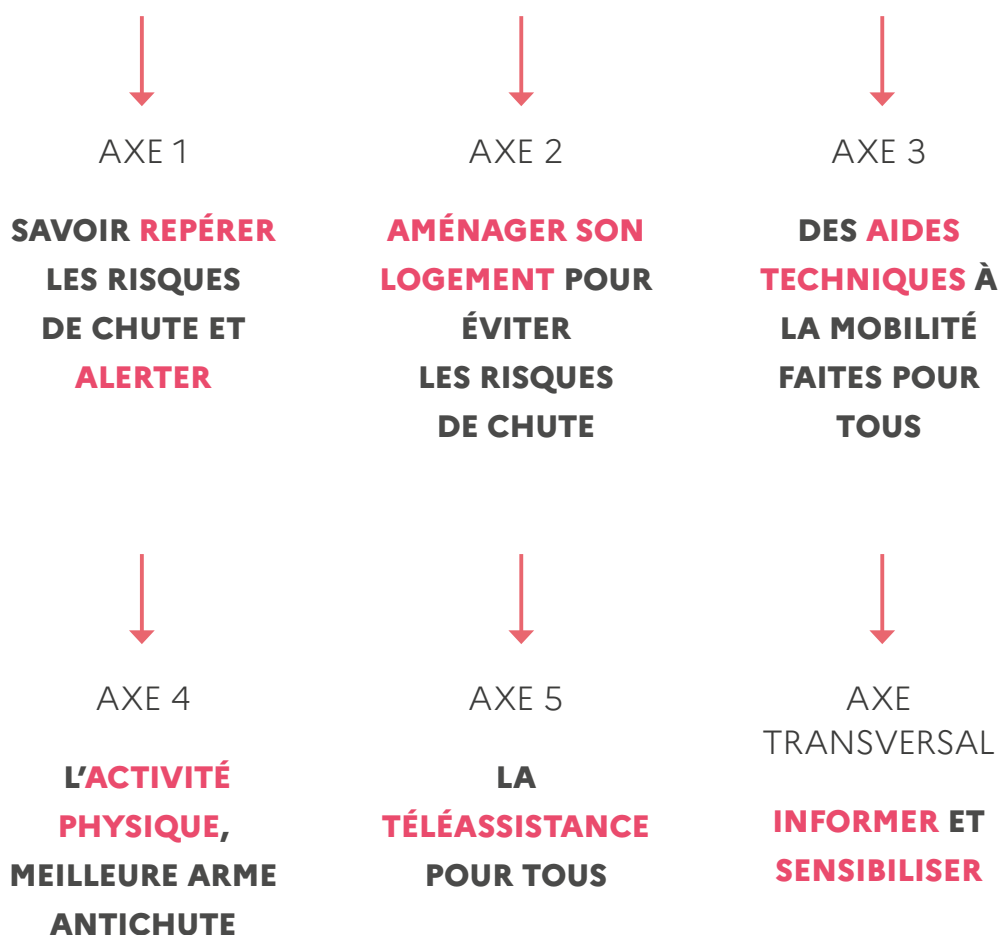 AXE 1
SAVOIR REPÉRER
LES RISQUES
DE CHUTE ET
ALERTER
AXE 2
AMÉNAGER SON
LOGEMENT POUR
ÉVITER
LES RISQUES
DE CHUTE
AXE 3
DES AIDES
TECHNIQUES À
LA MOBILITÉ
FAITES POUR
TOUS
AXE 4
L’ACTIVITÉ
PHYSIQUE,
MEILLEURE ARME
ANTICHUTE
AXE 5
LA
TÉLÉASSISTANCE
POUR TOUS
AXE
TRANSVERSAL
INFORMER ET
SENSIBILISER